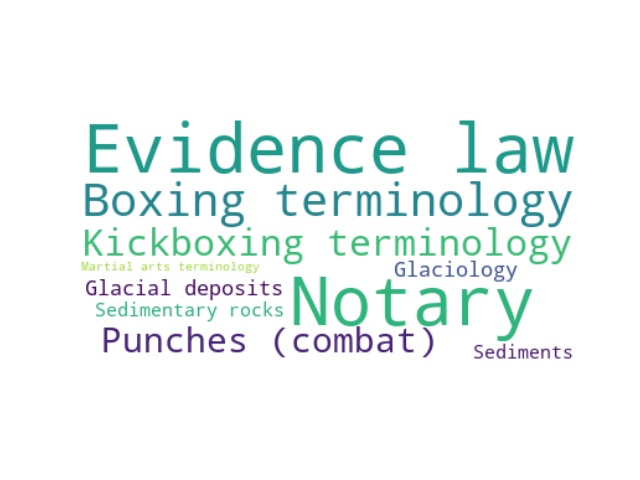 Evidence law
Boxing terminology
Kickboxing terminology
Martial arts terminology
Glaciology
Glacial deposits
Notary
Sedimentary rocks
Punches (combat)
Sediments